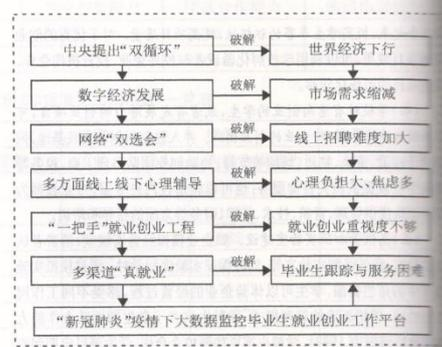 中央提出“双循环” 破解 世界经济下行
数字经济发展 破解 市场需求缩减
网络“双选会” 破解 线上招聘难度加大
多方面线上线下心理辅导 破解 心理负担大、焦虑多
“一把手”就业创业工程 破解 就业创业重视度不够
多渠道“真就业” 破解 毕业生跟踪与服务困难
“新冠肺炎”疫情下大数据监控毕业生就业创业工作平台